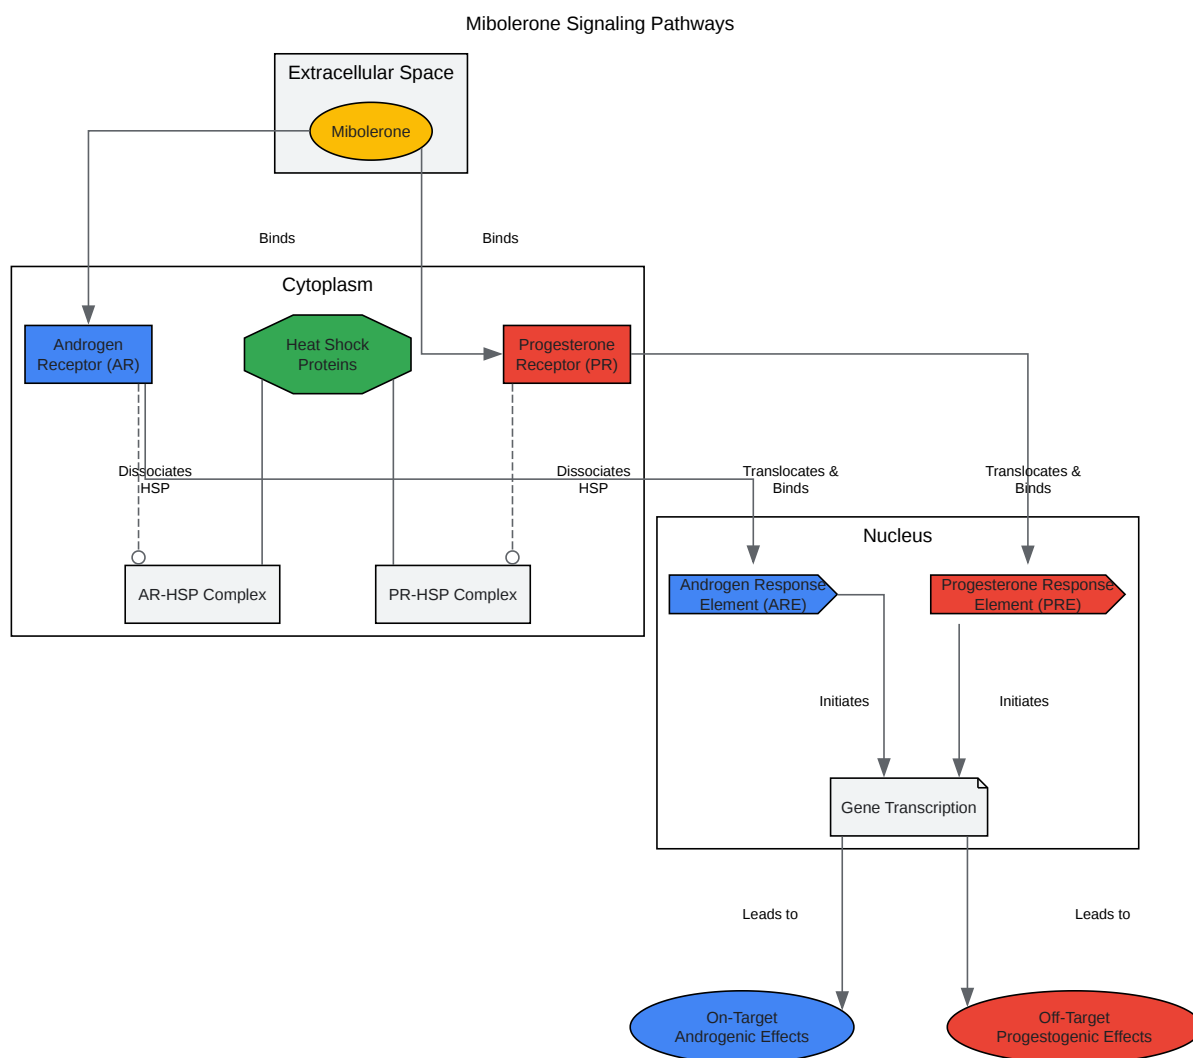 Mibolerone Signaling Pathways
Extracellular Space
Mibolerone
Binds
Binds
Cytoplasm
Androgen
Receptor (AR)
Heat Shock
Proteins
Progesterone
Receptor (PR)
Dissociates
HSP
Dissociates
HSP
Translocates &
Binds
Translocates &
Binds
AR-HSP Complex
PR-HSP Complex
Nucleus
Androgen Response
Element (ARE)
Progesterone Response
Element (PRE)
Initiates
Initiates
Gene Transcription
Leads to
Leads to
On-Target
Androgenic Effects
Off-Target
Progestogenic Effects